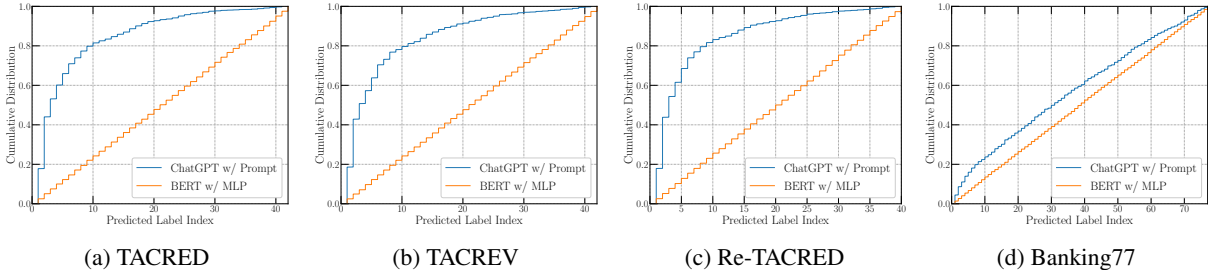 1.0
0.8
0.6
0.4
0.2
0.0
Cumulative Distribution
0 10 20 30 40
Predicted Label Index
ChatGPT w/ Prompt
BERT w/ MLP
(a) TACRED
1.0
0.8
0.6
0.4
0.2
0.0
Cumulative Distribution
0 10 20 30 40
Predicted Label Index
ChatGPT w/ Prompt
BERT w/ MLP
(b) TACREV
1.0
0.8
0.6
0.4
0.2
0.0
Cumulative Distribution
0 5 10 15 20 25 30 35 40
Predicted Label Index
ChatGPT w/ Prompt
BERT w/ MLP
(c) Re-TACRED
1.0
0.8
0.6
0.4
0.2
0.0
Cumulative Distribution
0 10 20 30 40 50 60 70
Predicted Label Index
ChatGPT w/ Prompt
BERT w/ MLP
(d) Banking77